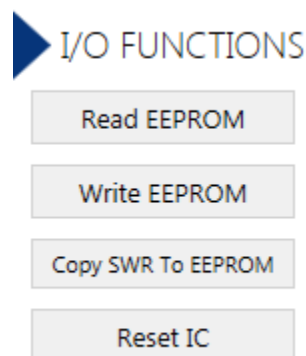 I/O FUNCTIONS
Read EEPROM
Write EEPROM
Copy SWR To EEPROM
Reset IC